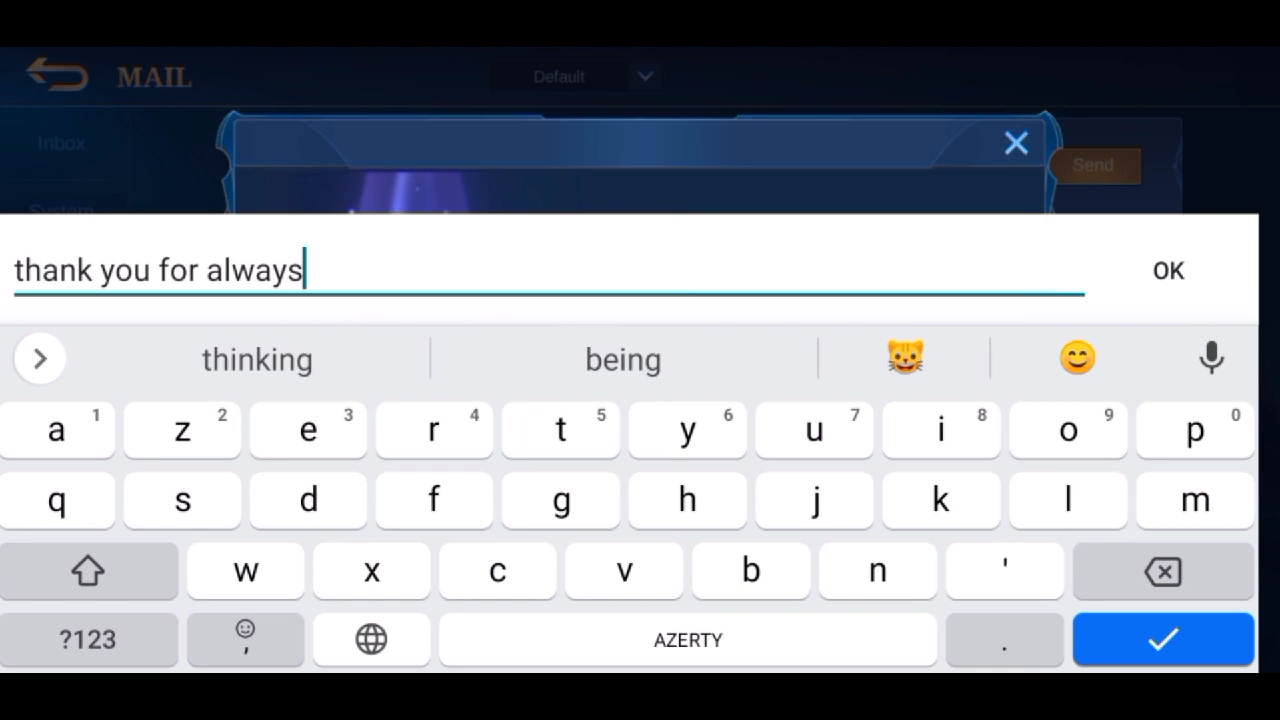 MAIL
Default
Inbox
Send
System
thank you for always
OK
thinking being
a 1 z 2 e 3 r 4 t 5 y 6 u 7 i 8 o 9 p 0
q s d f g h j k l m
w x c v b n '
?123 , AZERTY .